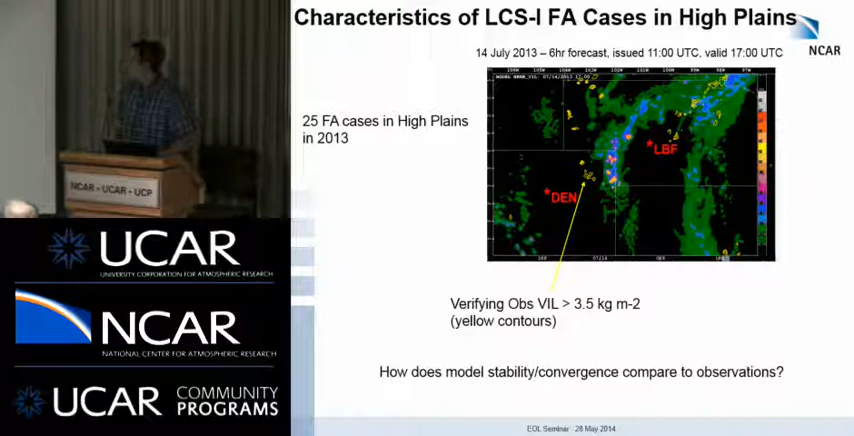 Characteristics of LCS-I FA Cases in High Plains
NCAR
14 July 2013 – 6hr forecast, issued 11:00 UTC, valid 17:00 UTC
25 FA cases in High Plains
in 2013
*LBF
*DEN
Verifying Obs VIL > 3.5 kg m-2
(yellow contours)
How does model stability/convergence compare to observations?
EOL Seminar 28 May 2014
NCAR • UCAR • UCP
UCAR
UNIVERSITY CORPORATION FOR ATMOSPHERIC RESEARCH
NCAR
NATIONAL CENTER FOR ATMOSPHERIC RESEARCH
UCAR COMMUNITY
PROGRAMS